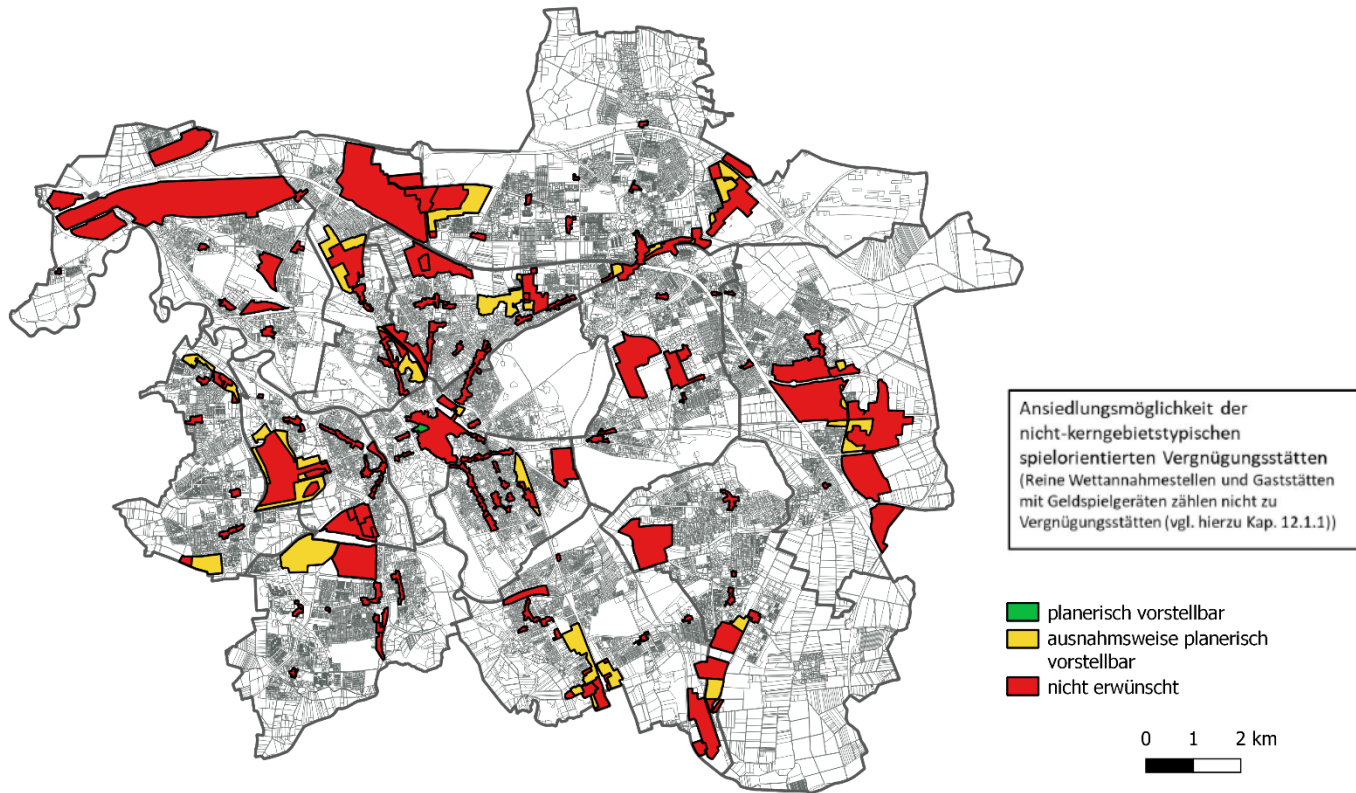 Ansiedlungsmöglichkeit der
nicht-kerngebietstypischen
spielorientierten Vergnügungsstätten
(Reine Wettannahmestellen und Gaststätten
mit Geldspielgeräten zählen nicht zu
Vergnügungsstätten (vgl. hierzu Kap. 12.1.1))
planerisch vorstellbar
ausnahmsweise planerisch
vorstellbar
nicht erwünscht
0 1 2 km